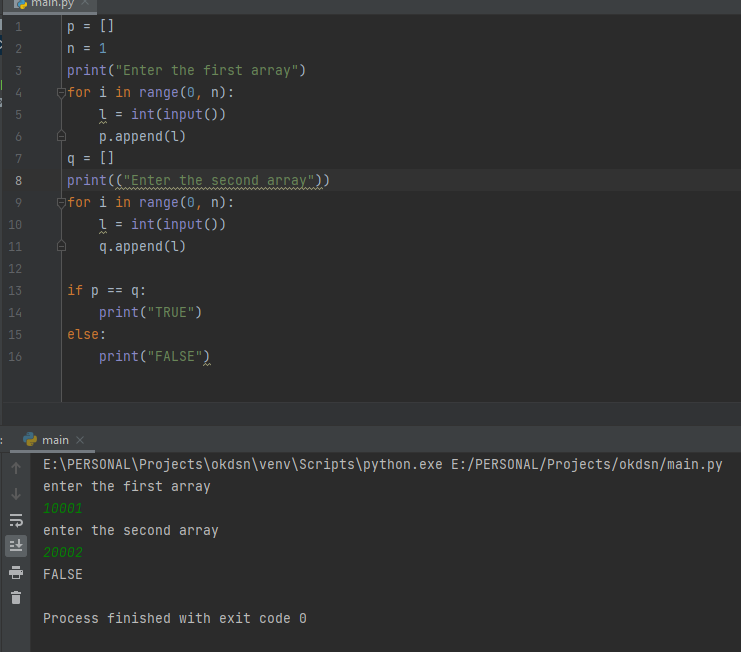 main.py
1 p = []
2 n = 1
3 print("Enter the first array")
4 for i in range(0, n):
5 l = int(input())
6 p.append(l)
7 q = []
8 print(("Enter the second array"))
9 for i in range(0, n):
10 l = int(input())
11 q.append(l)
12
13 if p == q:
14 print("TRUE")
15 else:
16 print("FALSE")
: main
E:\PERSONAL\Projects\okdsn\venv\Scripts\python.exe E:/PERSONAL/Projects/okdsn/main.py
enter the first array
10001
enter the second array
20002
FALSE
Process finished with exit code 0